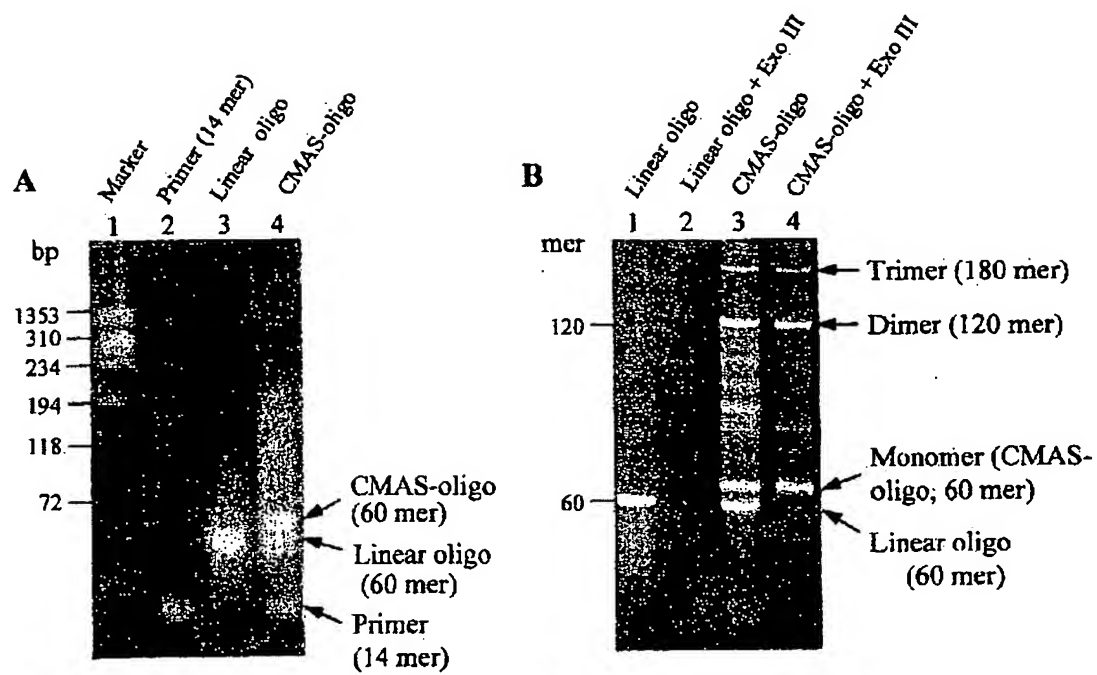 A
Marker
Primer (14 mer)
Linear oligo
CMAS-oligo
1 2 3 4
bp
1353
310
234
194
118
72
CMAS-oligo
(60 mer)
Linear oligo
(60 mer)
Primer
(14 mer)
B
Linear oligo
Linear oligo + Exo III
CMAS-oligo
CMAS-oligo + Exo III
1 2 3 4
mer
120
60
Trimer (180 mer)
Dimer (120 mer)
Monomer (CMAS-
oligo; 60 mer)
Linear oligo
(60 mer)